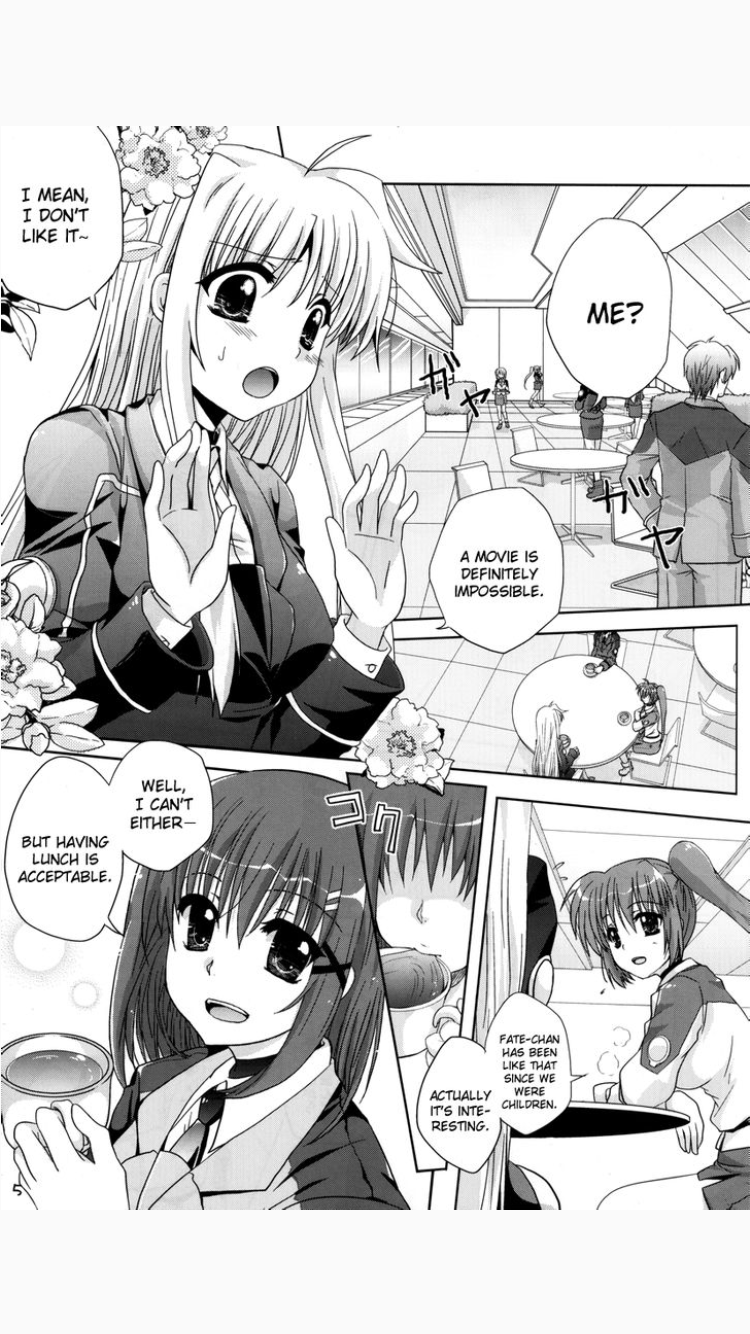 ME?
ガ
ヤ
ガ
ヤ
A MOVIE IS
DEFINITELY
IMPOSSIBLE.
I MEAN,
I DON'T
LIKE IT~
FATE-CHAN
HAS BEEN
LIKE THAT
SINCE WE
WERE
CHILDREN.
ACTUALLY
IT'S INTE-
RESTING.
コク
WELL,
I CAN'T
EITHER—
BUT HAVING
LUNCH IS
ACCEPTABLE.
5